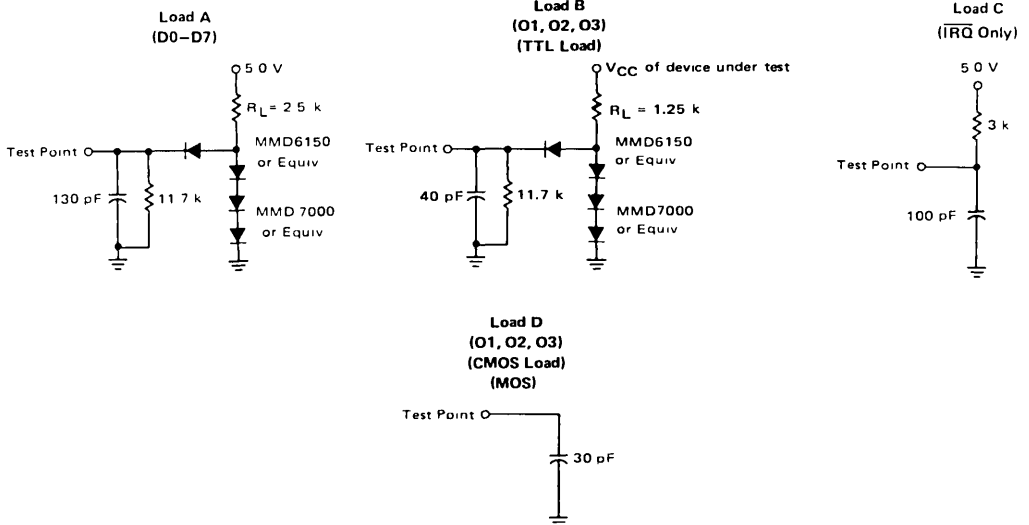 Load A
(D0–D7)
5 0 V
R_L = 2 5 k
MMD6150
or Equiv
Test Point
130 pF
11 7 k
MMD 7000
or Equiv
Load B
(O1, O2, O3)
(TTL Load)
V_CC of device under test
R_L = 1.25 k
MMD6150
or Equiv
Test Point
40 pF
11.7 k
MMD7000
or Equiv
Load C
(I̅R̅Q̅ Only)
5 0 V
3 k
Test Point
100 pF
Load D
(O1, O2, O3)
(CMOS Load)
(MOS)
Test Point
30 pF